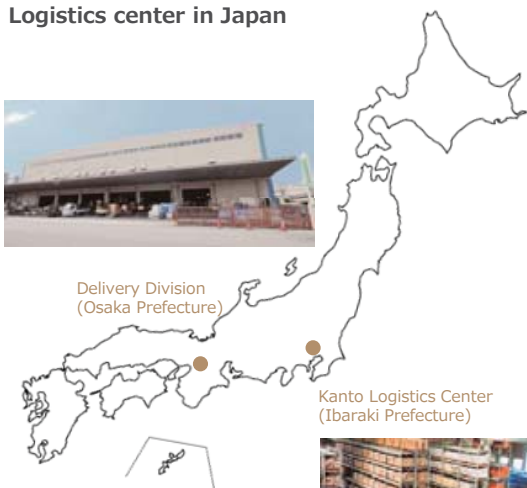 Logistics center in Japan
Delivery Division
(Osaka Prefecture)
Kanto Logistics Center
(Ibaraki Prefecture)